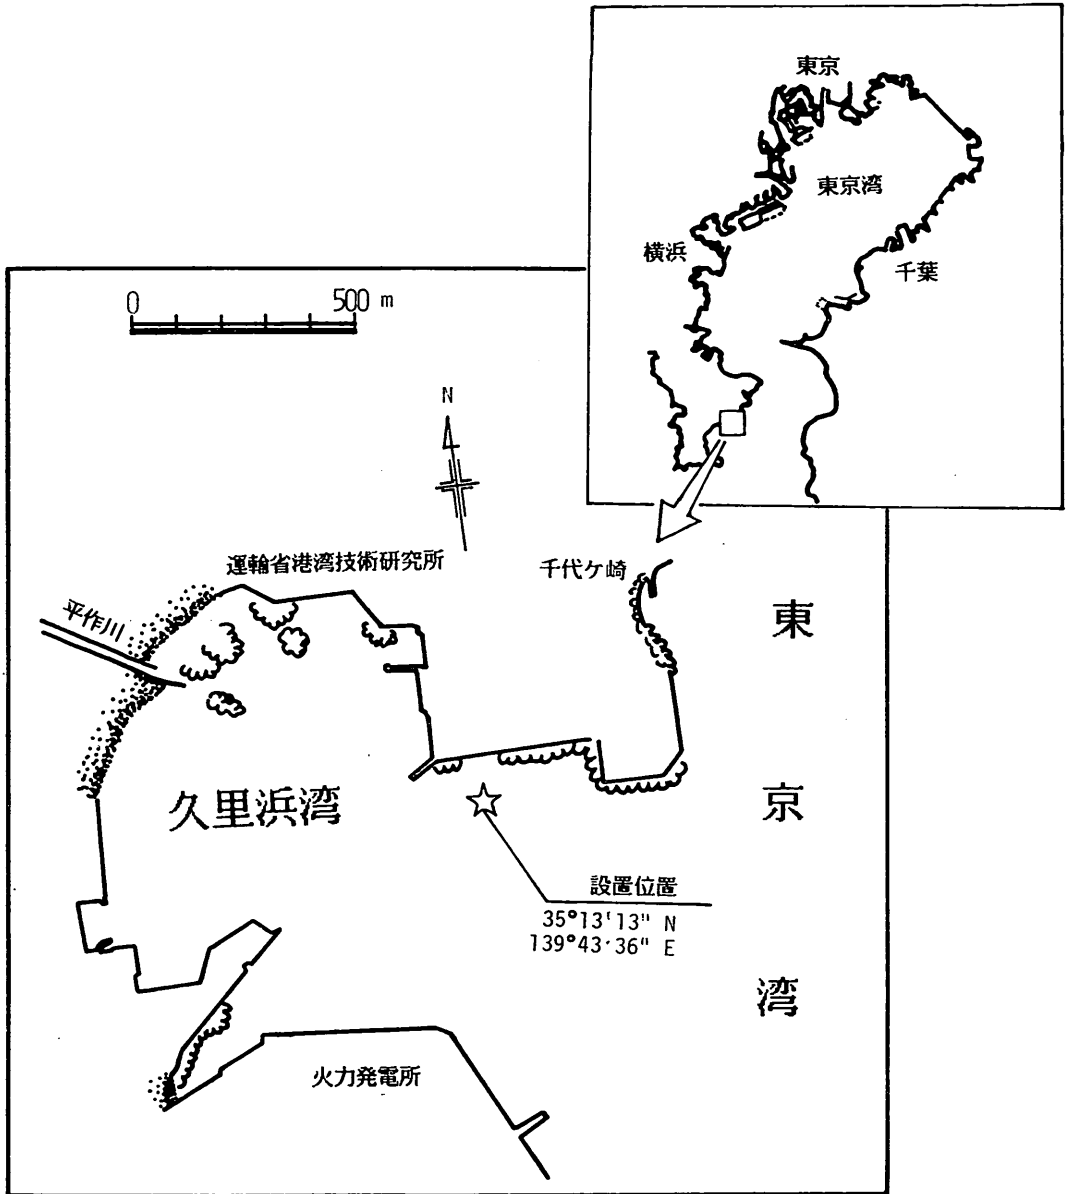 東京
東京湾
横浜
千葉
0 500 m
N
運輸省港湾技術研究所
千代ケ崎
平作川
東京湾
久里浜湾
設置位置
35°13'13" N
139°43'36" E
火力発電所